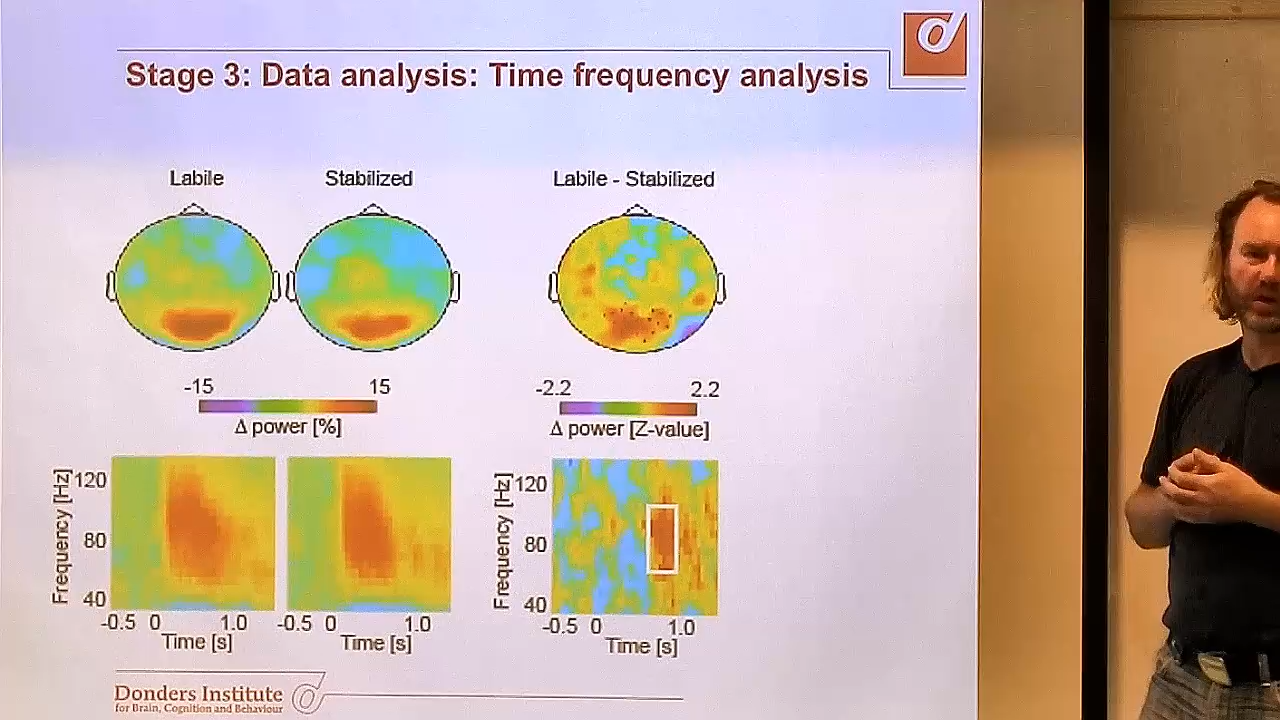 Stage 3: Data analysis: Time frequency analysis
Labile
Stabilized
Labile - Stabilized
-15 15
Δ power [%]
-2.2 2.2
Δ power [Z-value]
Frequency [Hz]
120
80
40
-0.5 0 1.0
Time [s]
-0.5 0 1.0
Time [s]
Frequency [Hz]
120
80
40
-0.5 0 1.0
Time [s]
Donders Institute
for Brain, Cognition and Behaviour